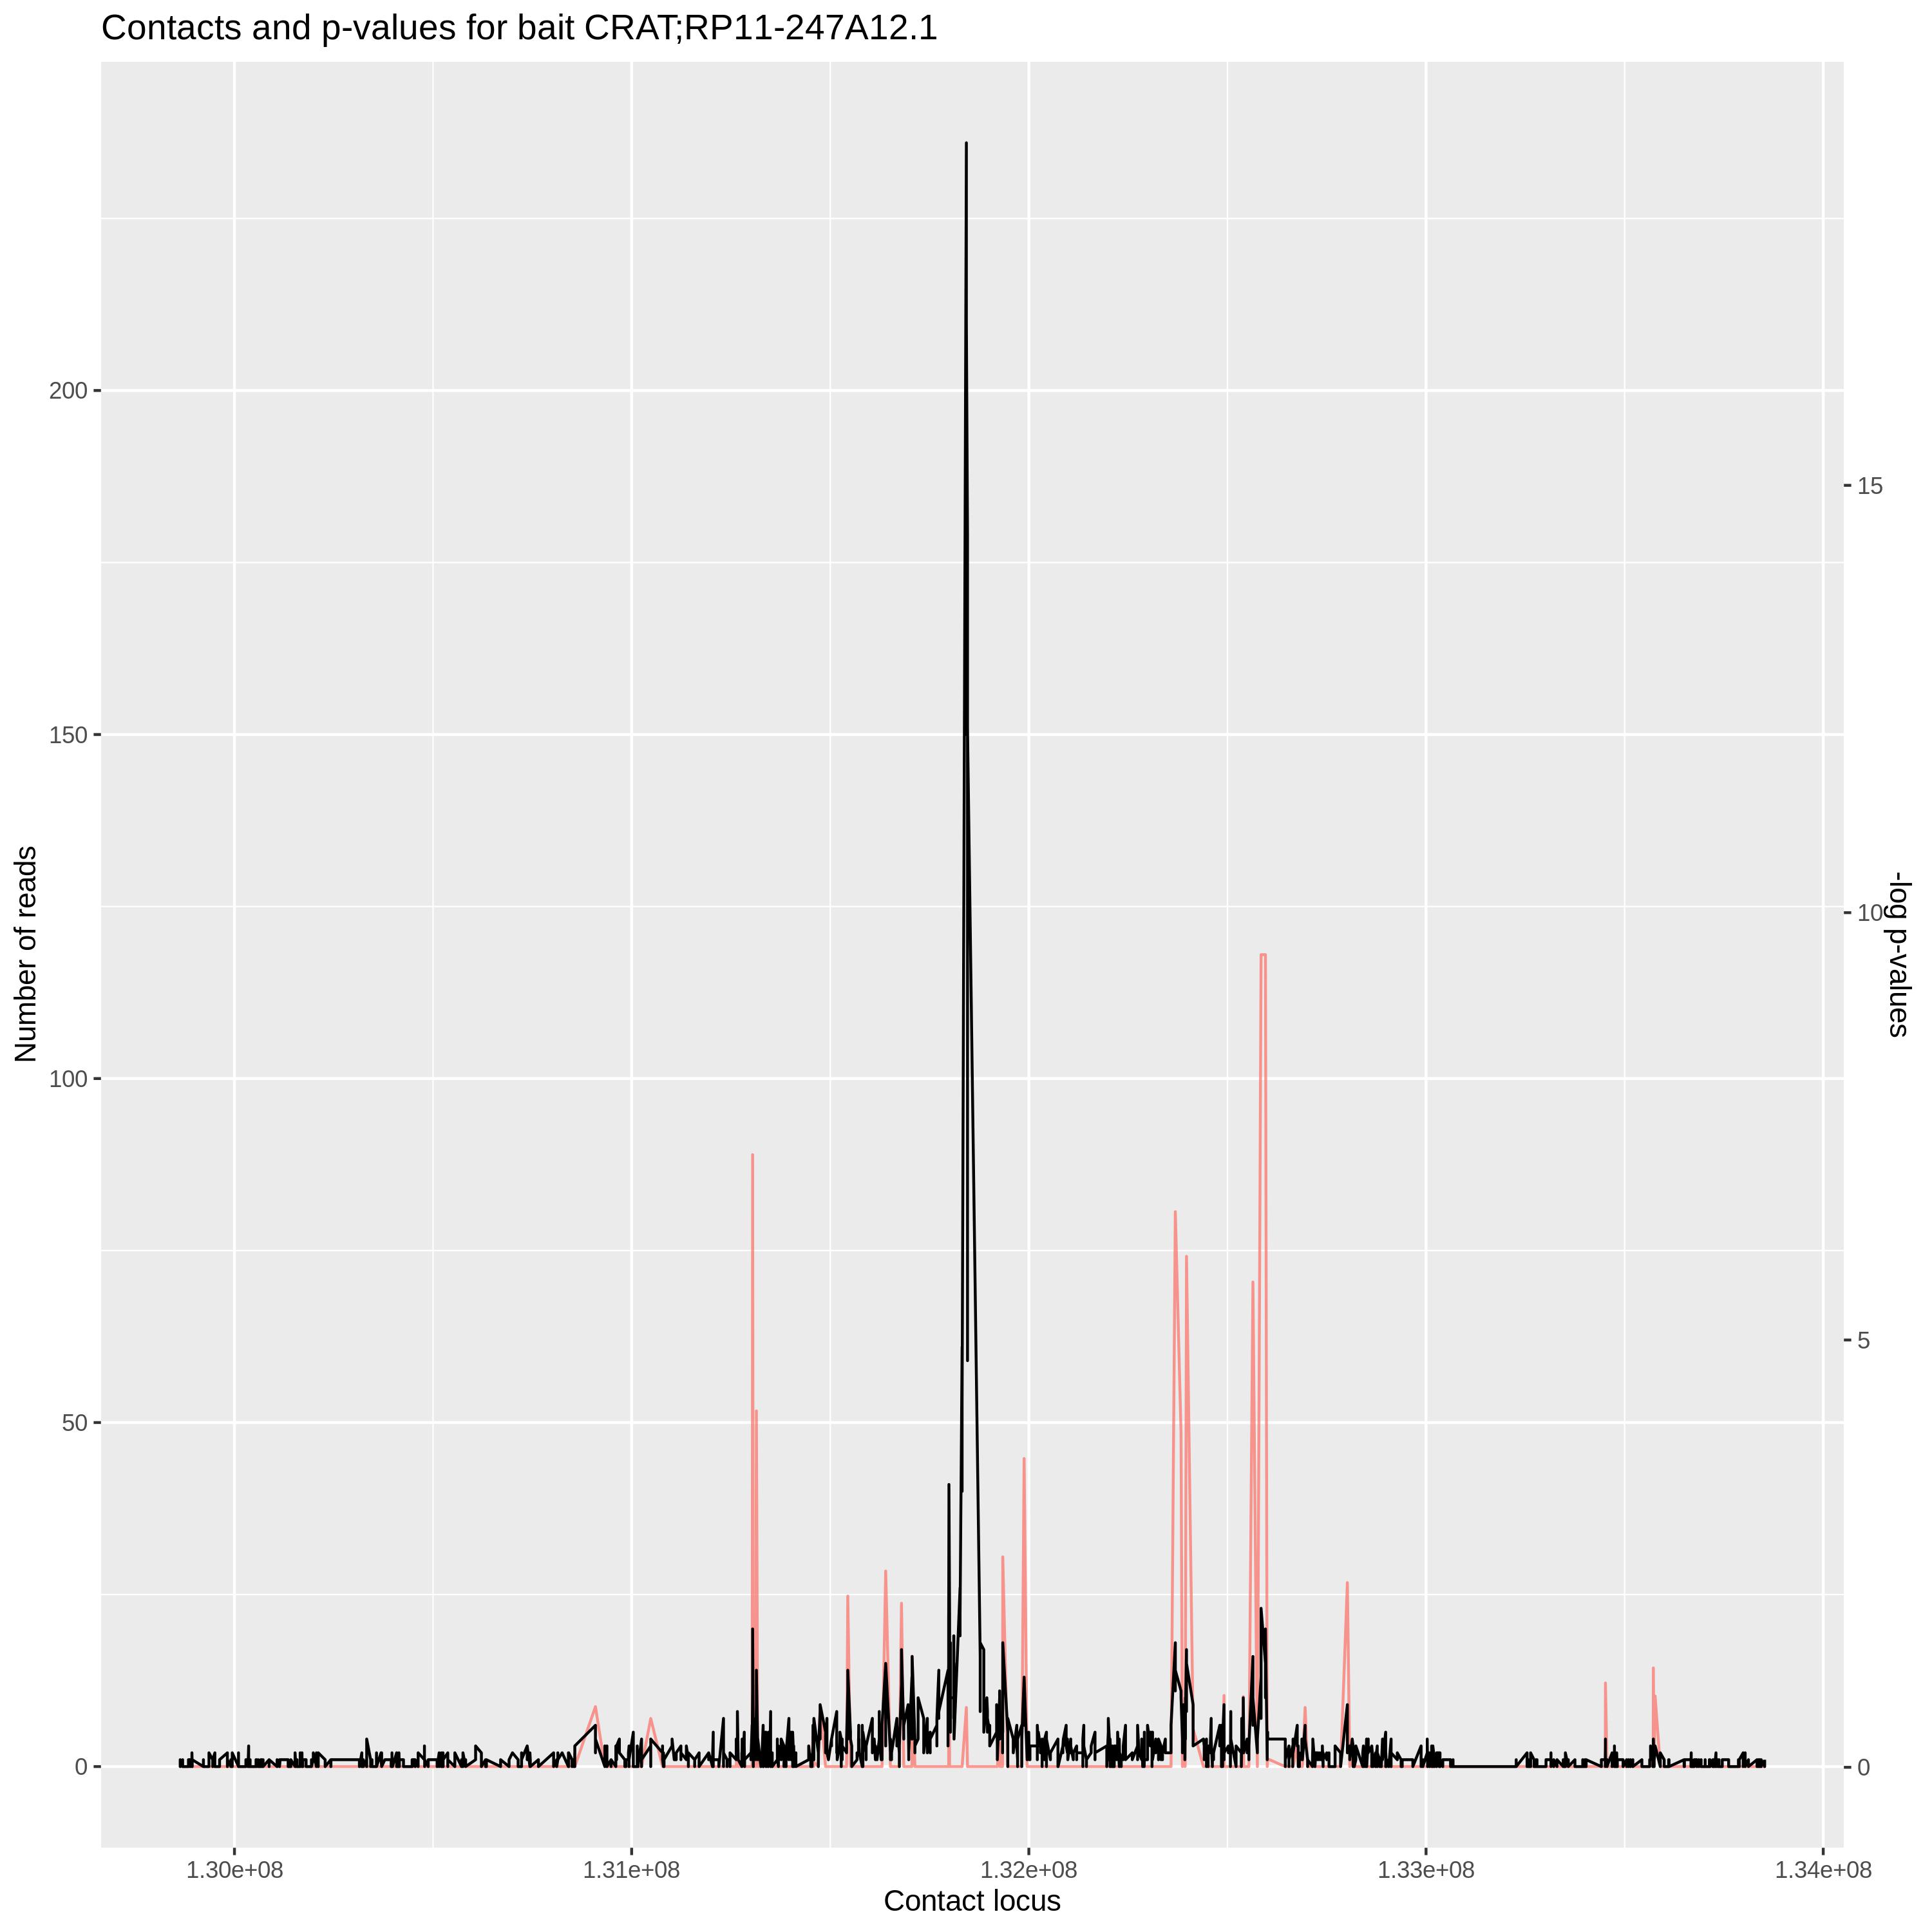 Contacts and p-values for bait CRAT;RP11-247A12.1
Number of reads
200
150
100
50
0
15
10
5
0
-log p-values
1.30e+08 1.31e+08 1.32e+08 1.33e+08 1.34e+08
Contact locus